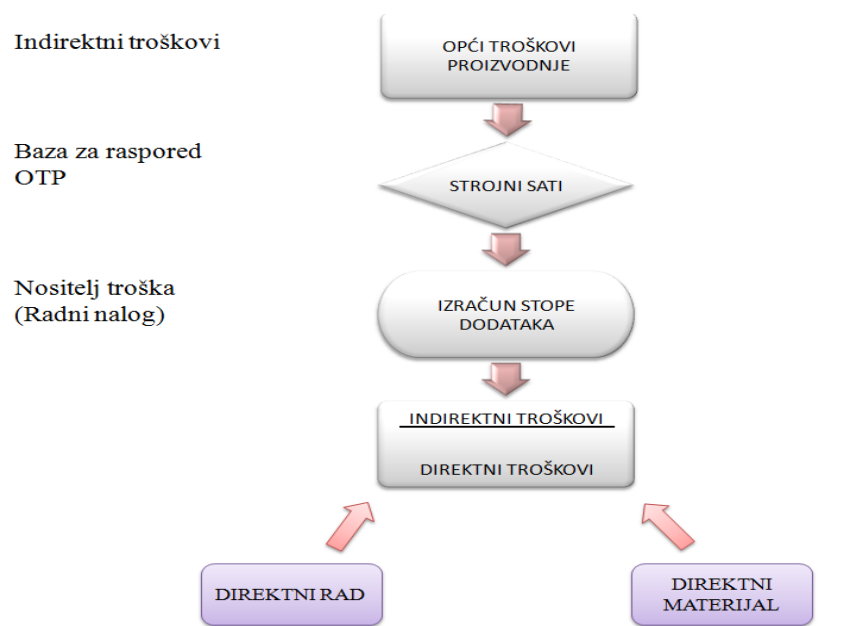 Indirektni troškovi
OPĆI TROŠKOVI
PROIZVODNJE
Baza za raspored
OTP
STROJNI SATI
Nositelj troška
(Radni nalog)
IZRAČUN STOPE
DODATAKA
INDIREKTNI TROŠKOVI
DIREKTNI TROŠKOVI
DIREKTNI RAD
DIREKTNI
MATERIJAL